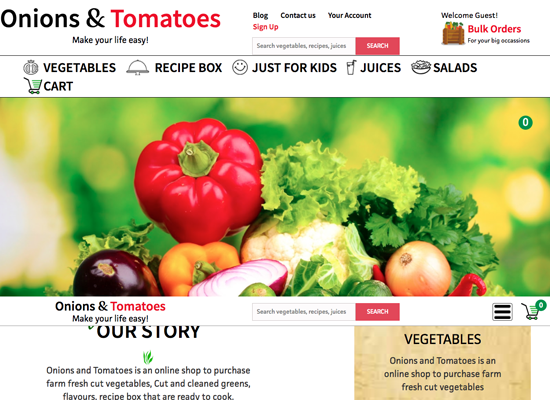 Onions & Tomatoes
Make your life easy!
Blog Contact us Your Account
Sign Up
Search vegetables, recipes, juices SEARCH
Welcome Guest!
Bulk Orders
For your big occassions
VEGETABLES RECIPE BOX JUST FOR KIDS JUICES SALADS
CART
0
Onions & Tomatoes
Make your life easy!
Search vegetables, recipes, juices SEARCH
0
OUR STORY
Onions and Tomatoes is an online shop to purchase
farm fresh cut vegetables, Cut and cleaned greens,
flavours, recipe box that are ready to cook.
VEGETABLES
Onions and Tomatoes is an
online shop to purchase
farm fresh cut vegetables